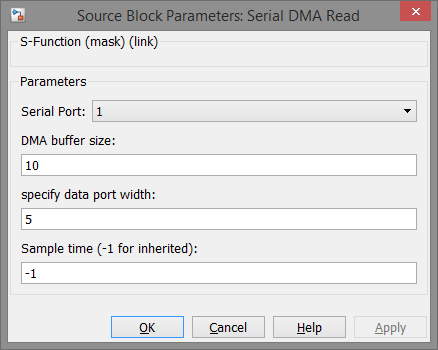 Source Block Parameters: Serial DMA Read
S-Function (mask) (link)
Parameters
Serial Port: 1
DMA buffer size:
10
specify data port width:
5
Sample time (-1 for inherited):
-1
OK Cancel Help Apply